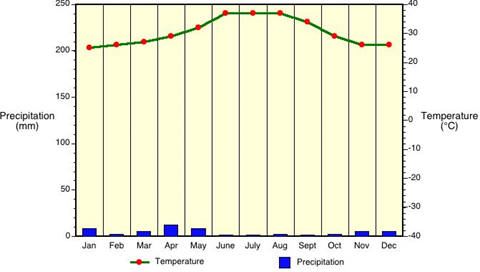 250
200
150
100
50
0
Precipitation
(mm)
40
30
20
10
0
-10
-20
-30
-40
Temperature
(°C)
Jan Feb Mar Apr May June July Aug Sept Oct Nov Dec
Temperature Precipitation